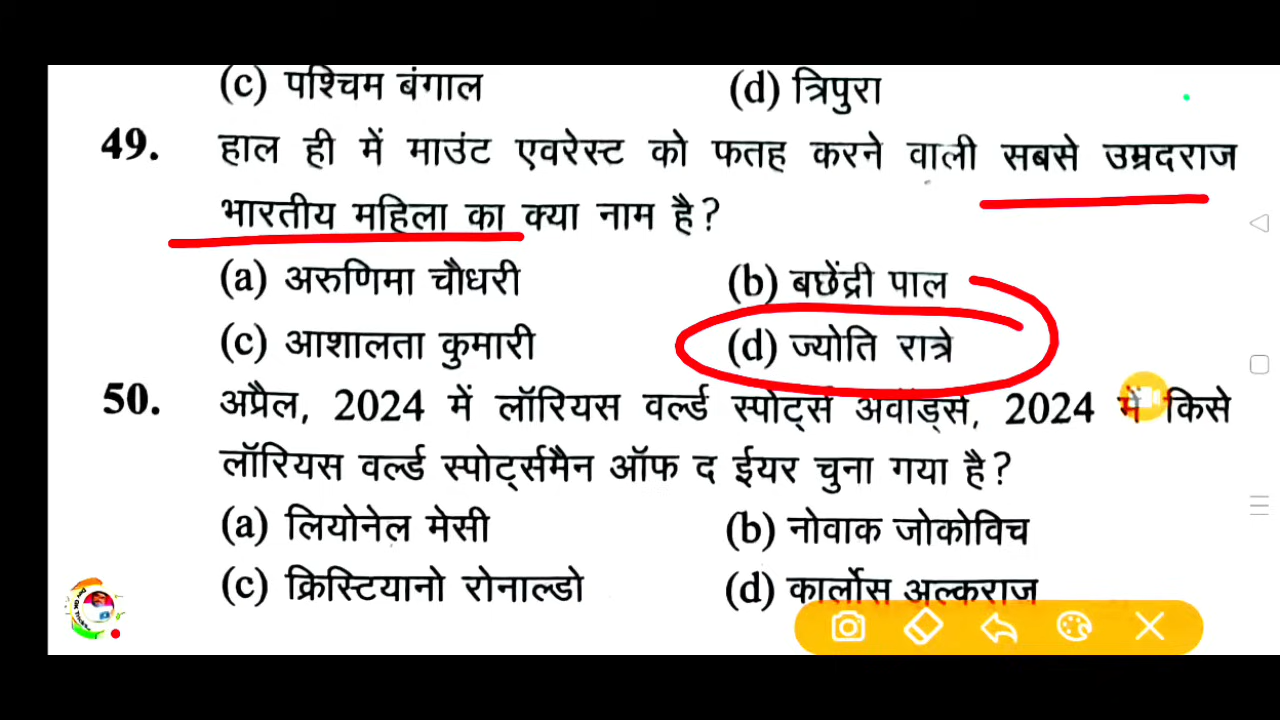 (c) पश्चिम बंगाल (d) त्रिपुरा
49. हाल ही में माउंट एवरेस्ट को फतह करने वाली सबसे उम्रदराज
भारतीय महिला का क्या नाम है?
(a) अरुणिमा चौधरी (b) बछेंद्री पाल
(c) आशालता कुमारी (d) ज्योति रात्रे
50. अप्रैल, 2024 में लॉरियस वर्ल्ड स्पोर्ट्स अवॉर्ड्स, 2024 में किसे
लॉरियस वर्ल्ड स्पोर्ट्समैन ऑफ द ईयर चुना गया है?
(a) लियोनेल मेसी (b) नोवाक जोकोविच
(c) क्रिस्टियानो रोनाल्डो (d) कार्लोस अल्कराज